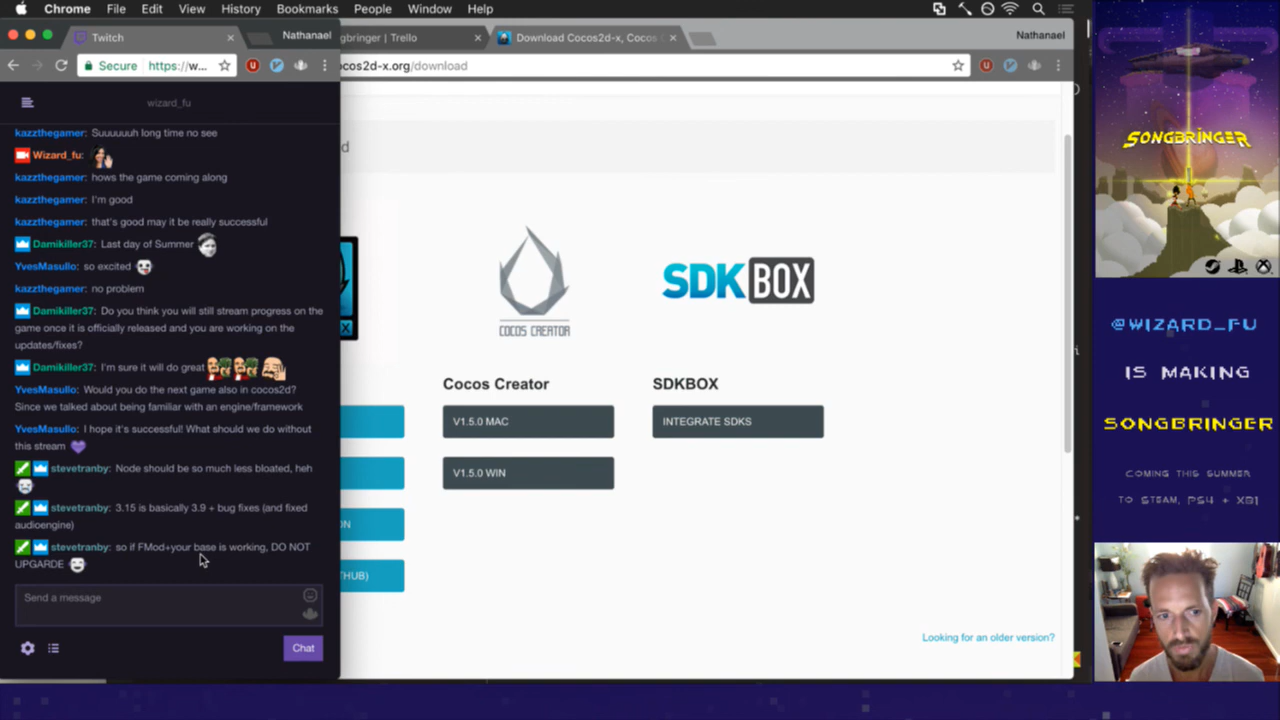 Chrome File Edit View History Bookmarks People Window Help
Twitch
Nathanael
gbringer | Trello
Download Cocos2d-x, Cocos
Nathanael
Secure https://w...
ocos2d-x.org/download
wizard_fu
kazzthegamer: Suuuuuuh long time no see
Wizard_fu:
kazzthegamer: hows the game coming along
kazzthegamer: I'm good
kazzthegamer: that's good may it be really successful
Damikiller37: Last day of Summer
YvesMasullo: so excited
kazzthegamer: no problem
Damikiller37: Do you think you will still stream progress on the
game once it is officially released and you are working on the
updates/fixes?
Damikiller37: I'm sure it will do great
YvesMasullo: Would you do the next game also in cocos2d?
Since we talked about being familiar with an engine/framework
YvesMasullo: I hope it's successful! What should we do without
this stream
stevetranby: Node should be so much less bloated, heh
stevetranby: 3.15 is basically 3.9 + bug fixes (and fixed
audioengine)
stevetranby: so if FMod+your base is working, DO NOT
UPGARDE
Send a message
Chat
d
COCOS CREATOR
SDKBOX
Cocos Creator
SDKBOX
V1.5.0 MAC
INTEGRATE SDKS
V1.5.0 WIN
ON
HUB)
Looking for an older version?
SONGBRINGER
@WIZARD_FU
IS MAKING
SONGBRINGER
COMING THIS SUMMER
TO STEAM, PS4 + XB1